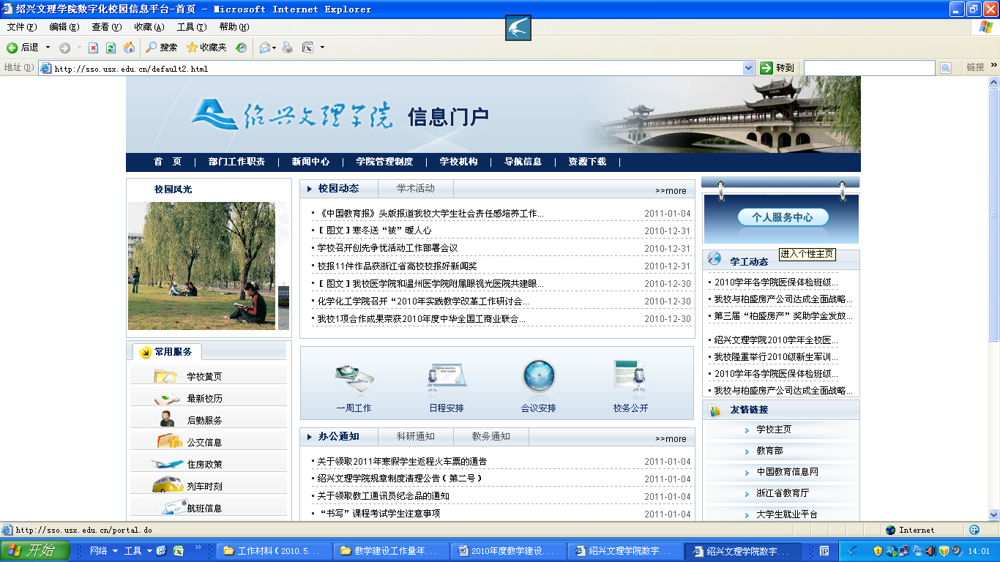 绍兴文理学院数字化校园信息平台-首页 - Microsoft Internet Explorer
文件(F) 编辑(E) 查看(V) 收藏(A) 工具(T) 帮助(H)
后退 搜索 收藏夹
地址(D) http://sso.usx.edu.cn/default2.html 转到 链接 »
绍兴文理学院 信息门户
首 页 | 部门工作职责 | 新闻中心 | 学院管理制度 | 学校机构 | 导航信息 | 资源下载 |
校园风光
常用服务
学校黄页
最新校历
后勤服务
公交信息
住房政策
列车时刻
航班信息
校园动态 学术活动 >>more
《中国教育报》头版报道我校大学生社会责任感培养工作... 2011-01-04
[图文]寒冬送“被”暖人心 2010-12-31
学校召开创先争优活动工作部署会议 2010-12-31
校报11件作品获浙江省高校校报好新闻奖 2010-12-31
[图文]我校医学院和温州医学院附属眼视光医院共建眼... 2010-12-30
化学化工学院召开“2010年实践教学改革工作研讨会... 2010-12-30
我校1项合作成果荣获2010年度中华全国工商业联合... 2010-12-30
一周工作 日程安排 会议安排 校务公开
办公通知 科研通知 教务通知 >>more
关于领取2011年寒假学生返程火车票的通告 2011-01-04
绍兴文理学院规章制度清理公告(第二号) 2011-01-04
关于领取教工通讯员纪念品的通知 2011-01-04
“书写”课程考试学生注意事项 2011-01-04
个人服务中心
进入个性主页
学工动态
2010学年各学院医保体检班级...
我校与柏盛房产公司达成全面战略...
第三届“柏盛房产”奖助学金发放...
绍兴文理学院2010学年全校医...
我校隆重举行2010级新生军训...
2010学年各学院医保体检班级...
我校与柏盛房产公司达成全面战略...
友情链接
学校主页
教育部
中国教育信息网
浙江省教育厅
大学生就业平台
http://sso.usx.edu.cn/portal.do Internet
开始 网络 工具 » 工作材料(2010.5.... 教学建设工作量年... 2010年度教学建设... 绍兴文理学院数字... 绍兴文理学院数字... 14:01